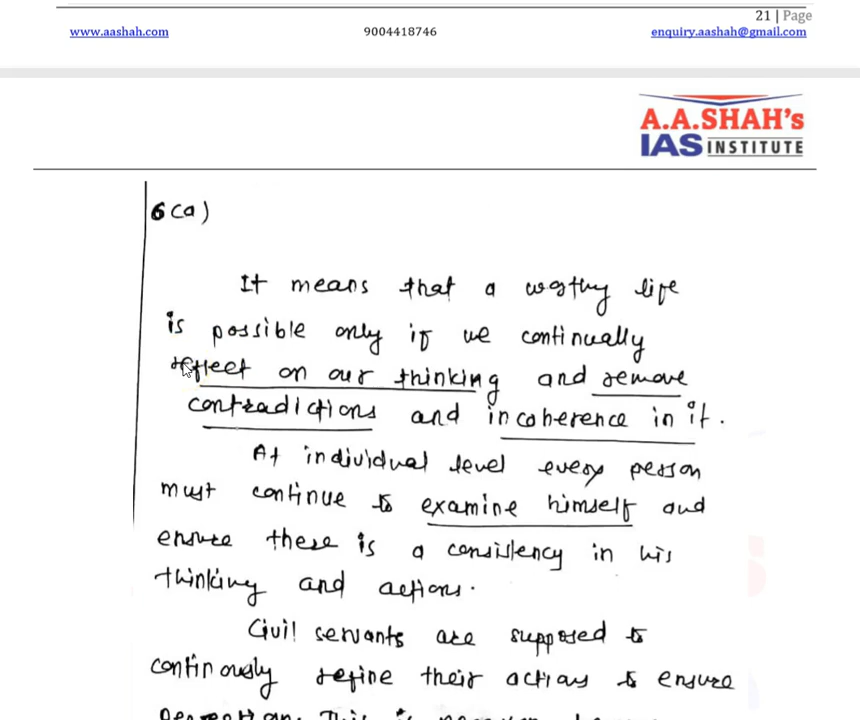 21 | Page
www.aashah.com 9004418746 enquiry.aashah@gmail.com
A.A.SHAH's
IAS INSTITUTE
6(a)
It means that a worthy life
is possible only if we continually
reflect on our thinking and remove
contradictions and incoherence in it.
At individual level every person
must continue to examine himself and
ensure there is a consistency in his
thinking and actions.
Civil servants are supposed to
continously refine their actions to ensure
This is